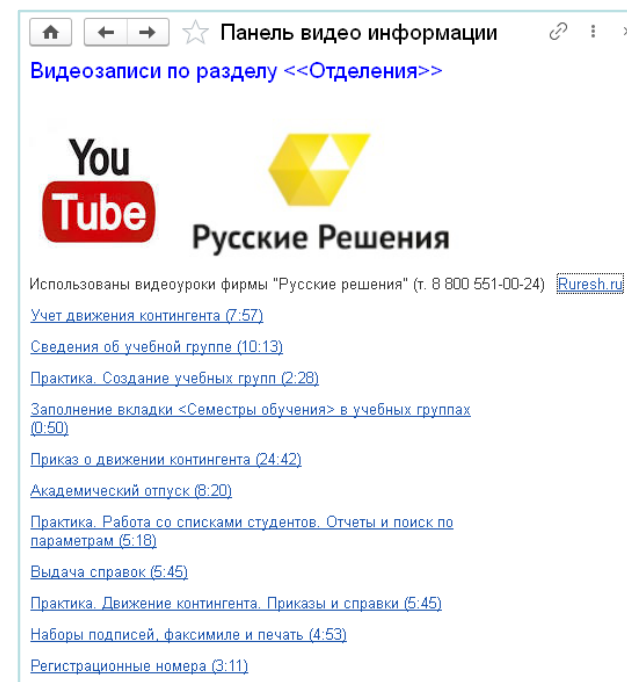 Панель видео информации
Видеозаписи по разделу <<Отделения>>
You
Tube
Русские Решения
Использованы видеоуроки фирмы "Русские решения" (т. 8 800 551-00-24) Ruresh.ru
Учет движения контингента (7:57)
Сведения об учебной группе (10:13)
Практика. Создание учебных групп (2:28)
Заполнение вкладки <Семестры обучения> в учебных группах
(0:50)
Приказ о движении контингента (24:42)
Академический отпуск (8:20)
Практика. Работа со списками студентов. Отчеты и поиск по
параметрам (5:18)
Выдача справок (5:45)
Практика. Движение контингента. Приказы и справки (5:45)
Наборы подписей, факсимиле и печать (4:53)
Регистрационные номера (3:11)